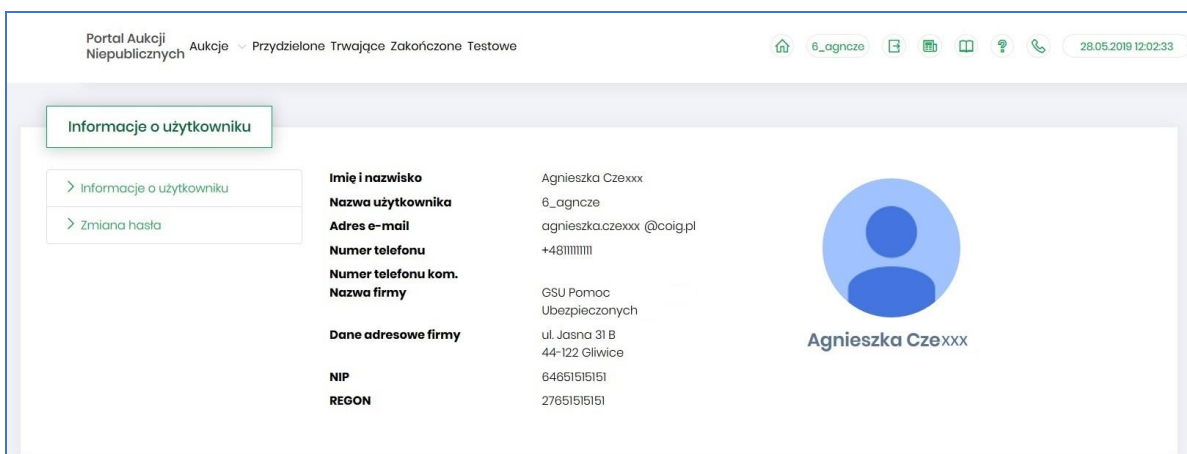 Portal Aukcji
Niepublicznych
Aukcje Przydzielone Trwające Zakończone Testowe
6_agncze
28.05.2019 12:02:33
Informacje o użytkowniku
Informacje o użytkowniku
Zmiana hasła
Imię i nazwisko Agnieszka Czexxx
Nazwa użytkownika 6_agncze
Adres e-mail agnieszka.czexxx @coig.pl
Numer telefonu +48111111111
Numer telefonu kom.
Nazwa firmy GSU Pomoc
Ubezpieczonych
Dane adresowe firmy ul. Jasna 31 B
44-122 Gliwice
NIP 64651515151
REGON 27651515151
Agnieszka Czexxx